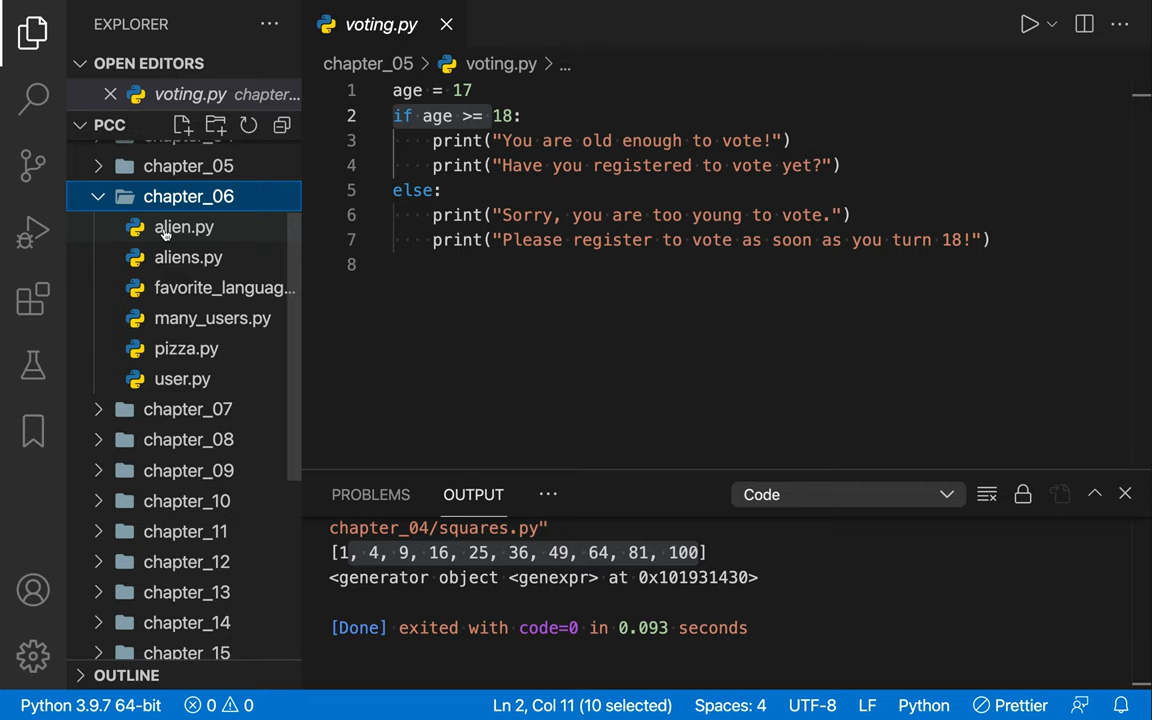 EXPLORER
voting.py
OPEN EDITORS
voting.py chapter...
PCC
chapter_05
chapter_06
alien.py
aliens.py
favorite_languag...
many_users.py
pizza.py
user.py
chapter_07
chapter_08
chapter_09
chapter_10
chapter_11
chapter_12
chapter_13
chapter_14
chapter_15
OUTLINE
chapter_05 > voting.py > ...
1 age = 17
2 if age >= 18:
3 print("You are old enough to vote!")
4 print("Have you registered to vote yet?")
5 else:
6 print("Sorry, you are too young to vote.")
7 print("Please register to vote as soon as you turn 18!")
8
PROBLEMS OUTPUT ... Code
chapter_04/squares.py"
[1, 4, 9, 16, 25, 36, 49, 64, 81, 100]
<generator object <genexpr> at 0x101931430>
[Done] exited with code=0 in 0.093 seconds
Python 3.9.7 64-bit 0 0 Ln 2, Col 11 (10 selected) Spaces: 4 UTF-8 LF Python Prettier